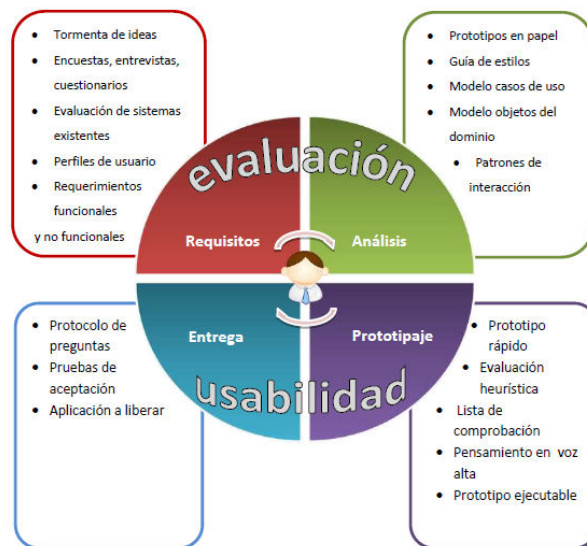 • Tormenta de ideas
• Encuestas, entrevistas,
cuestionarios
• Evaluación de sistemas
existentes
• Perfiles de usuario
• Requerimientos
funcionales
y no funcionales
• Prototipos en papel
• Guía de estilos
• Modelo casos de uso
• Modelo objetos del
dominio
• Patrones de
interacción
evaluación
Requisitos
Análisis
Entrega
Prototipaje
usabilidad
• Protocolo de
preguntas
• Pruebas de
aceptación
• Aplicación a liberar
• Prototipo
rápido
• Evaluación
heurística
• Lista de
comprobación
• Pensamiento en voz
alta
• Prototipo ejecutable